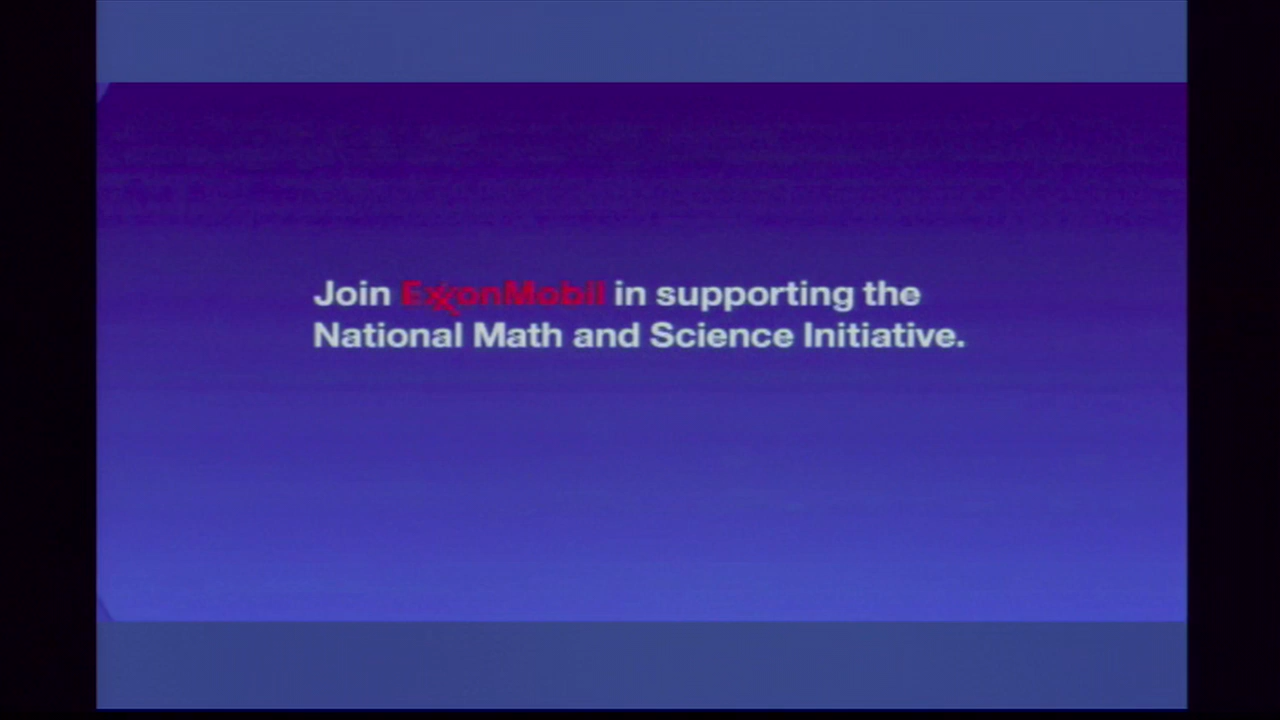 Join ExxonMobil in supporting the
National Math and Science Initiative.